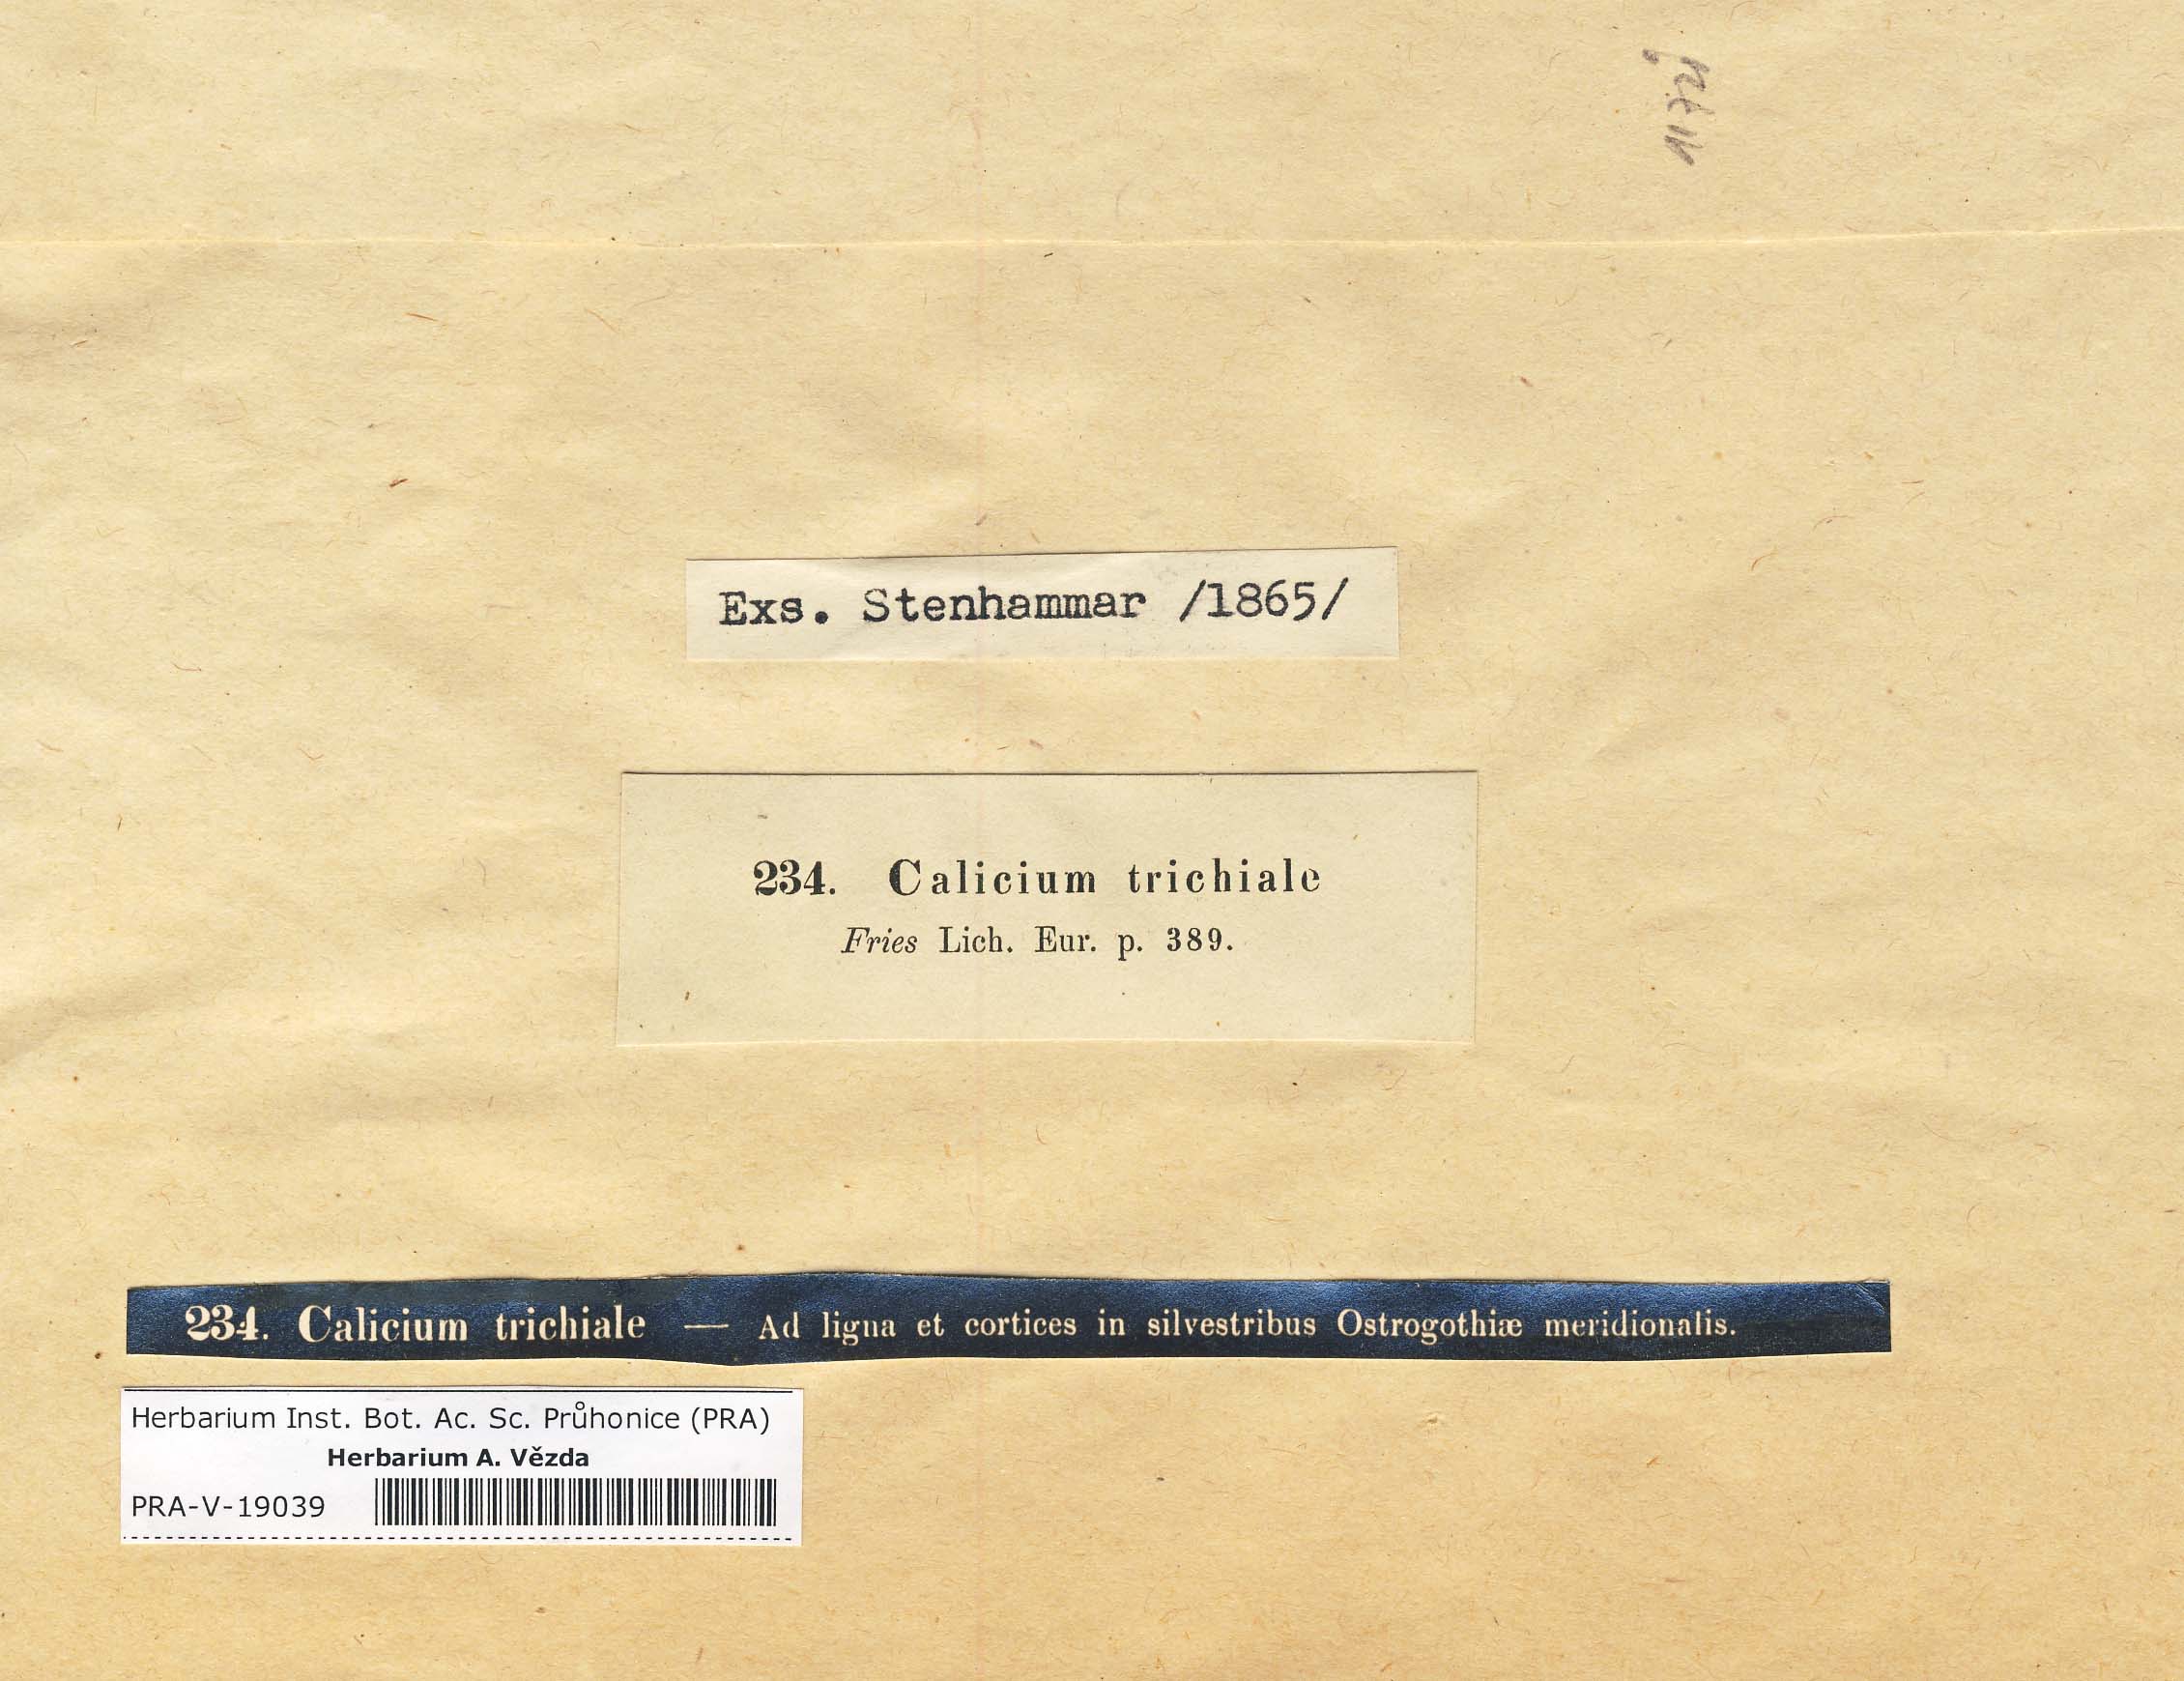 Exs. Stenhammar /1865/
234. Calicium trichiale
Fries Lich. Eur. p. 389.
234. Calicium trichiale — Ad ligna et cortices in silvestribus Ostrogothiæ meridionalis.
Herbarium Inst. Bot. Ac. Sc. Průhonice (PRA)
Herbarium A. Vězda
PRA-V-19039